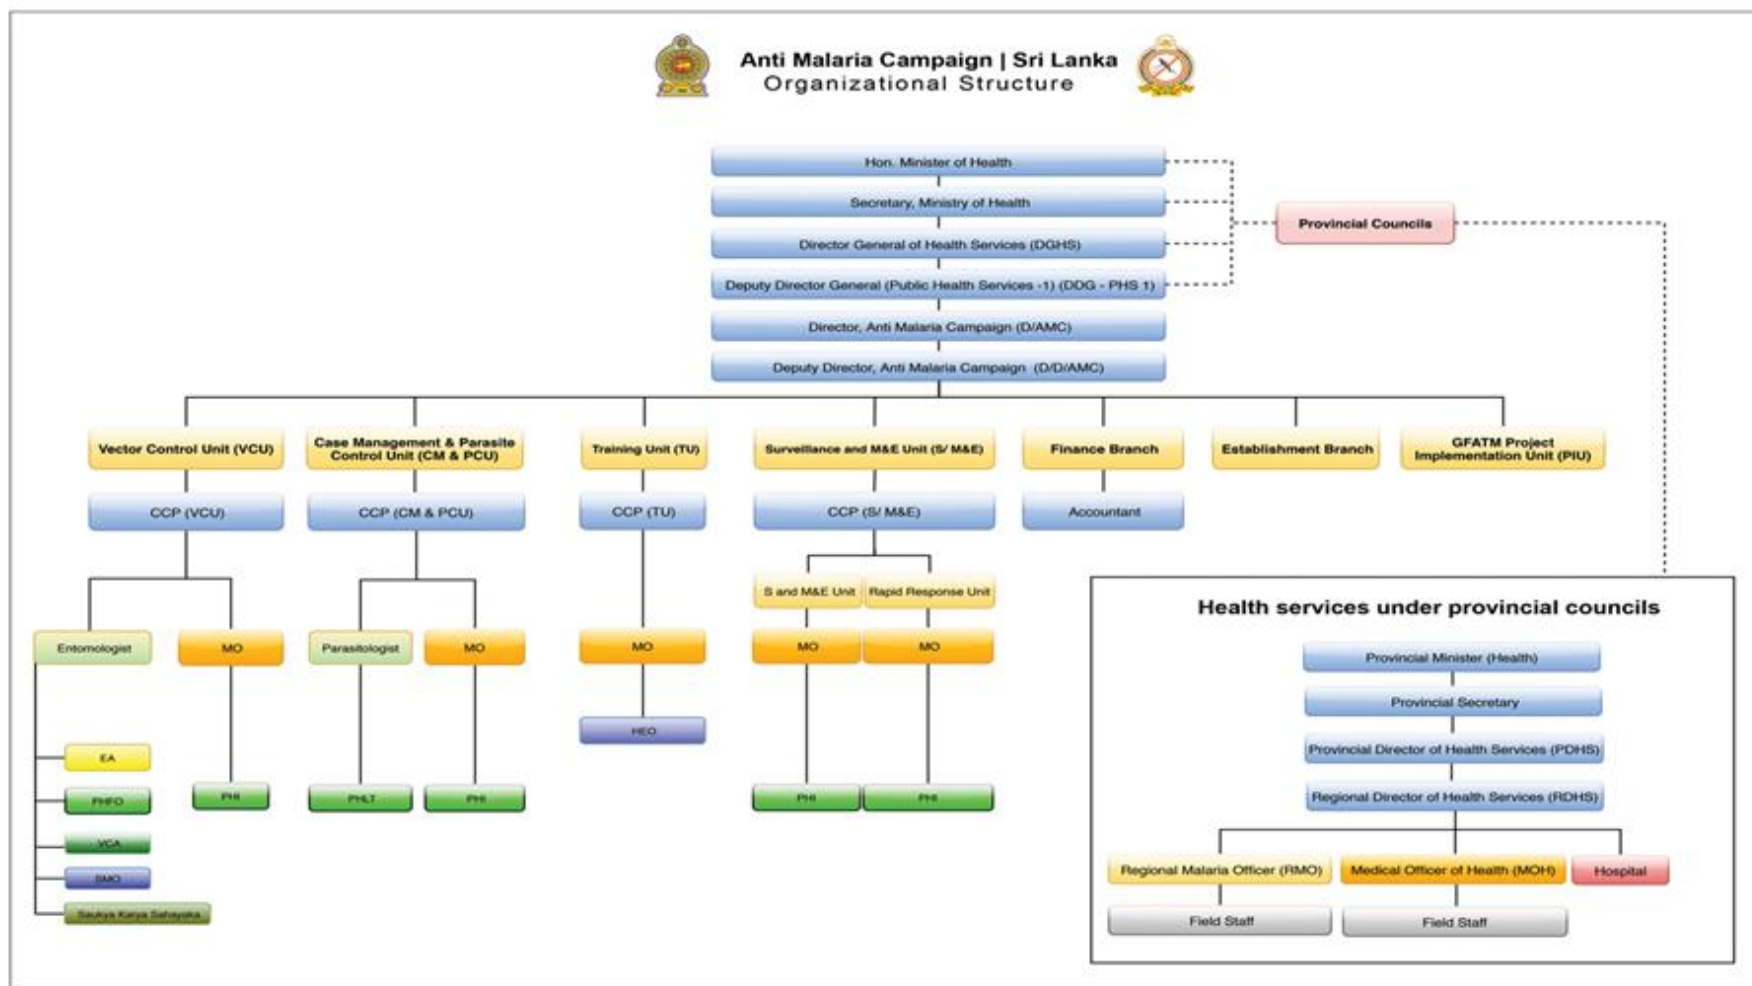 Anti Malaria Campaign | Sri Lanka
Organizational Structure
Hon. Minister of Health
Secretary, Ministry of Health
Provincial Councils
Director General of Health Services (DGHS)
Deputy Director General (Public Health Services -1) (DDG - PHS 1)
Director, Anti Malaria Campaign (D/AMC)
Deputy Director, Anti Malaria Campaign (D/D/AMC)
Vector Control Unit (VCU)
Case Management & Parasite
Control Unit (CM & PCU)
Training Unit (TU)
Surveillance and M&E Unit (S/ M&E)
Finance Branch
Establishment Branch
GFATM Project
Implementation Unit (PIU)
CCP (VCU)
CCP (CM & PCU)
CCP (TU)
CCP (S/ M&E)
Accountant
S and M&E Unit
Rapid Response Unit
Entomologist
MO
Parasitologist
MO
MO
MO
MO
HEO
EA
PHFO
PHI
PHLT
PHI
PHI
PHI
VCA
SMO
Saukya Karya Sahayaka
Health services under provincial councils
Provincial Minister (Health)
Provincial Secretary
Provincial Director of Health Services (PDHS)
Regional Director of Health Services (RDHS)
Regional Malaria Officer (RMO)
Medical Officer of Health (MOH)
Hospital
Field Staff
Field Staff